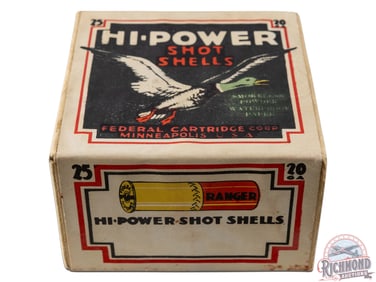 25 20
HI-POWER
SHOT
SHELLS
SMOKELESS
POWDER
WATERPROOF
PAPER
FEDERAL CARTRIDGE CORP.
MINNEAPOLIS U.S.A.
25 20
GA
RANGER
HI-POWER-SHOT SHELLS
RICHMOND
AUCTIONS